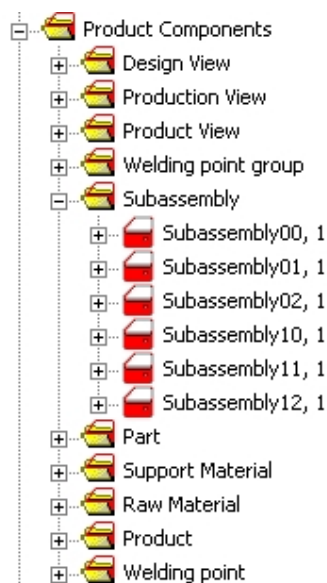 Product Components
Design View
Production View
Product View
Welding point group
Subassembly
Subassembly00, 1
Subassembly01, 1
Subassembly02, 1
Subassembly10, 1
Subassembly11, 1
Subassembly12, 1
Part
Support Material
Raw Material
Product
Welding point